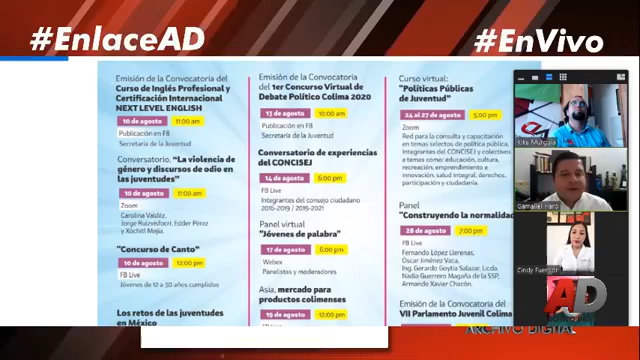 #EnlaceAD
#EnVivo
Emisión de la Convocatoria del
Curso de Inglés Profesional y
Certificación Internacional
NEXT LEVEL ENGLISH
10 de agosto 11:00 am
Publicación en FB
Secretaría de la Juventud
Conversatorio, "La violencia de
género y discursos de odio en
las juventudes"
10 de agosto 11:00 am
Zoom
Carolina Valdez,
Jorge Ruizvisfocri, Edder Pérez
y Xóchitl Mejía.
"Concurso de Canto"
10 de agosto 12:00 pm
FB Live
Jóvenes de 12 a 30 años cumplidos
Los retos de las juventudes
en México
Emisión de la Convocatoria del
1er Concurso Virtual de
Debate Político Colima 2020
13 de agosto 10:00 am
Publicación en FB
Secretaría de la Juventud
Conversatorio de experiencias
del CONCISEJ
14 de agosto 6:00 pm
FB Live
Integrantes del consejo ciudadano
2016-2019 / 2019-2021
Panel virtual
"Jóvenes de palabra"
17 de agosto 6:00 pm
Webex
Panelistas y moderadores
Asia, mercado para
productos colimenses
19 de agosto 12:00 pm
FB Live
Curso virtual:
"Políticas Públicas
de Juventud"
24 al 27 de agosto 5:00 pm
Zoom
Red para la consulta y capacitación
en temas selectos de política pública.
Integrantes del CONCISEJ y colectivos
a temas como: educación, cultura,
recreación, emprendimiento e
innovación, salud integral, derechos,
participación y ciudadanía.
Panel
"Construyendo la normalidad
28 de agosto 7:00 pm
FB Live
Fernando López Llerenas,
Óscar Jiménez Vaca,
Ing. Gerardo Goytia Salazar, Licda.
Nadia Guerrero Magaña de la SSP,
Armando Xavier Chacón.
Emisión de la Convocatoria del
VII Parlamento Juvenil Colima
Kike Murguía
Gamaliel Haro
Cindy
AD
ARCHIVO DIGITAL